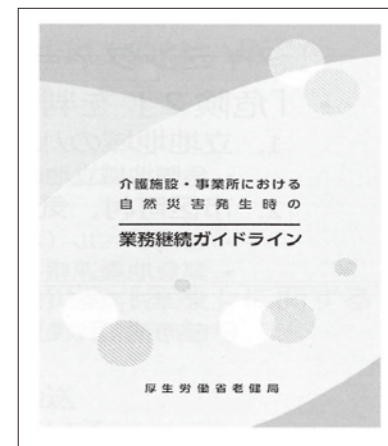 介護施設・事業所における
自然災害発生時の
業務継続ガイドライン
厚生労働省老健局